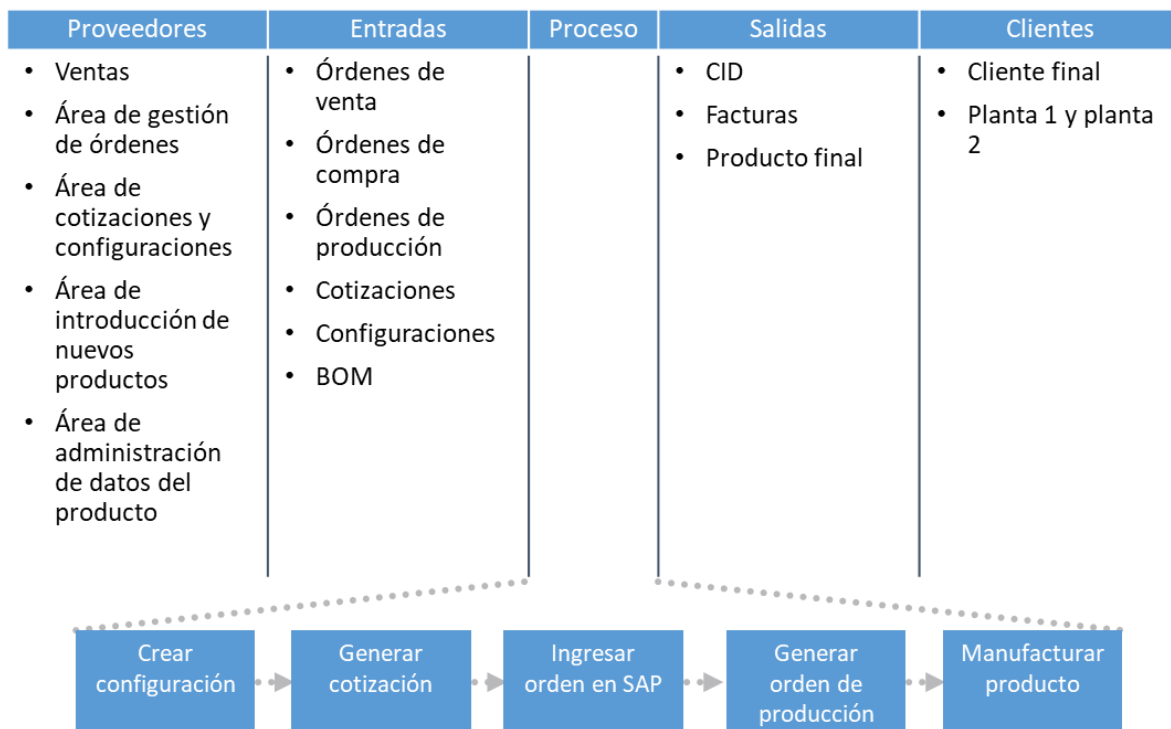 Proveedores
Entradas
Proceso
Salidas
Clientes
• Ventas
• Área de gestión
de órdenes
• Área de
cotizaciones y
configuraciones
• Área de
introducción de
nuevos
productos
• Área de
administración
de datos del
producto
• Órdenes de
venta
• Órdenes de
compra
• Órdenes de
producción
• Cotizaciones
• Configuraciones
• BOM
• CID
• Facturas
• Producto final
• Cliente final
• Planta 1 y planta
2
Crear
configuración
Generar
cotización
Ingresar
orden en SAP
Generar
orden de
producción
Manufacturar
producto